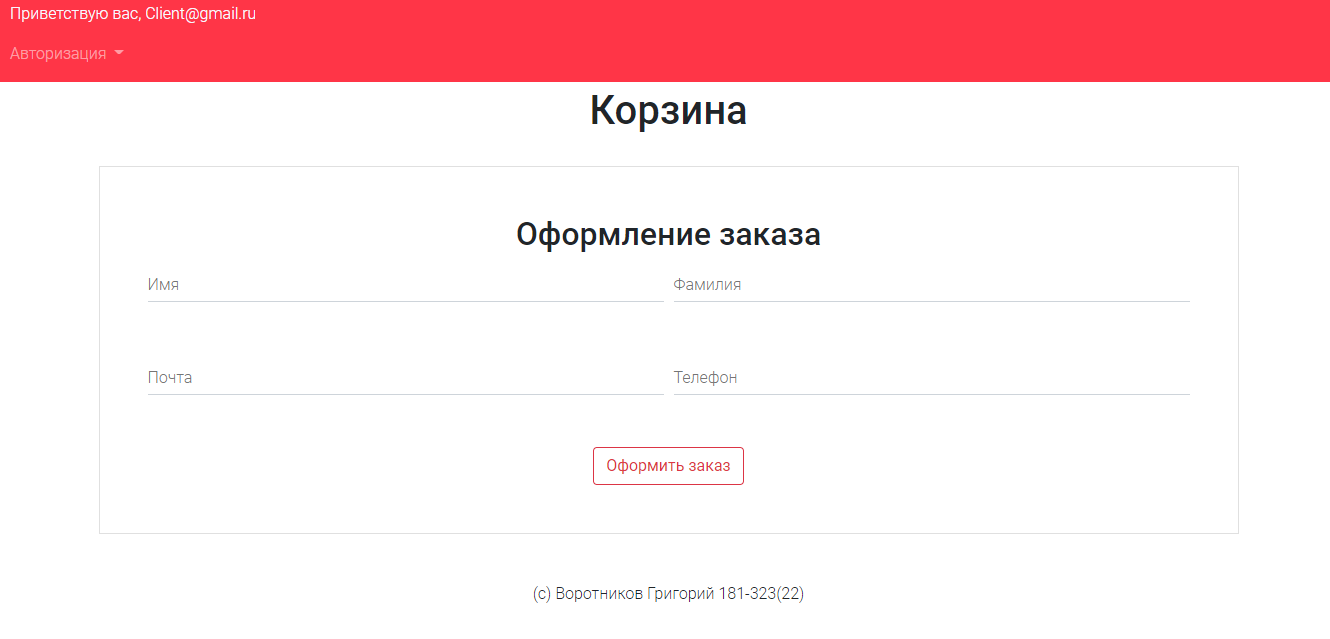 Приветствую вас, Client@gmail.ru
Авторизация
Корзина
Оформление заказа
Имя Фамилия
Почта Телефон
Оформить заказ
(c) Воротников Григорий 181-323(22)